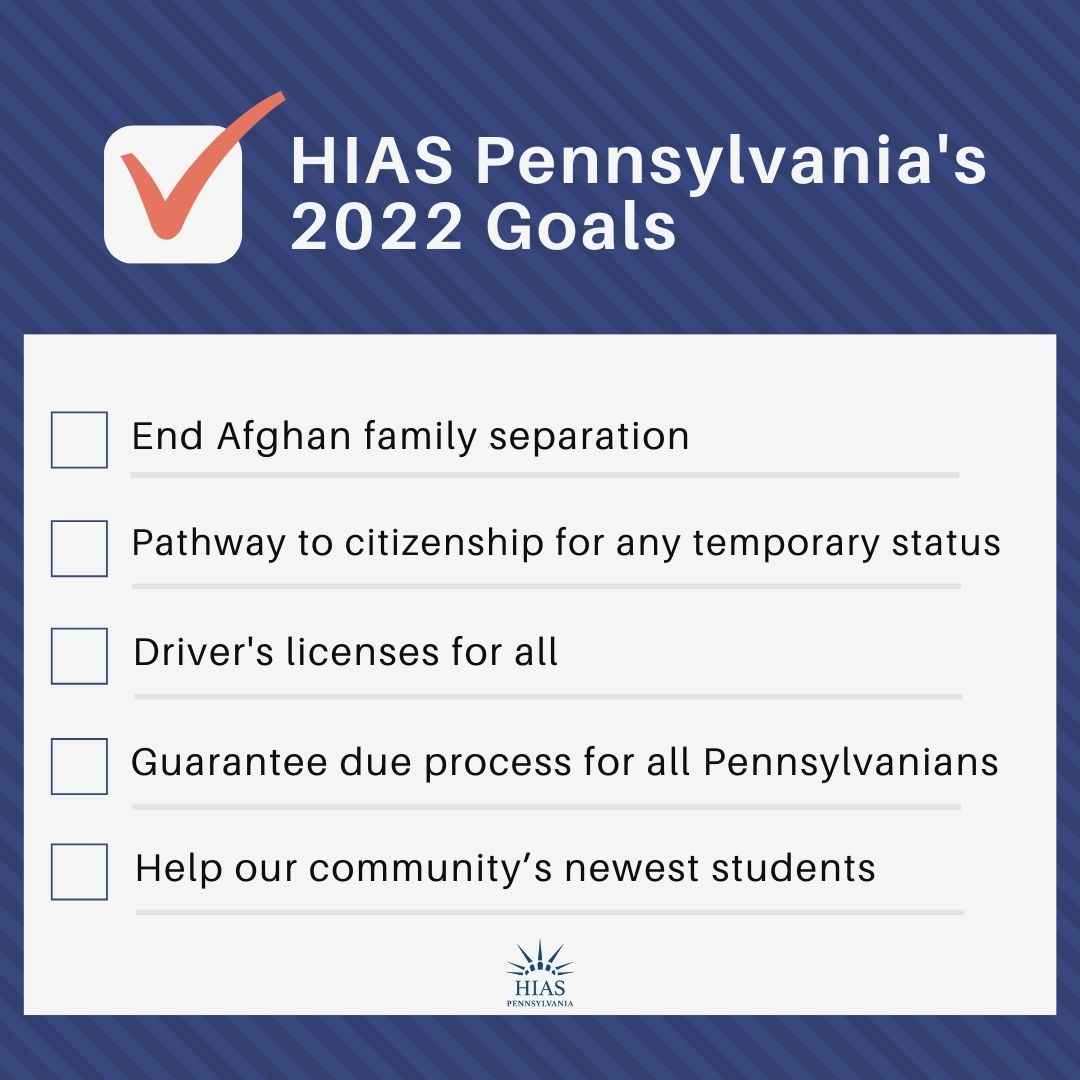 HIAS Pennsylvania's
2022 Goals
End Afghan family separation
Pathway to citizenship for any temporary status
Driver's licenses for all
Guarantee due process for all Pennsylvanians
Help our community’s newest students
HIAS
PENNSYLVANIA